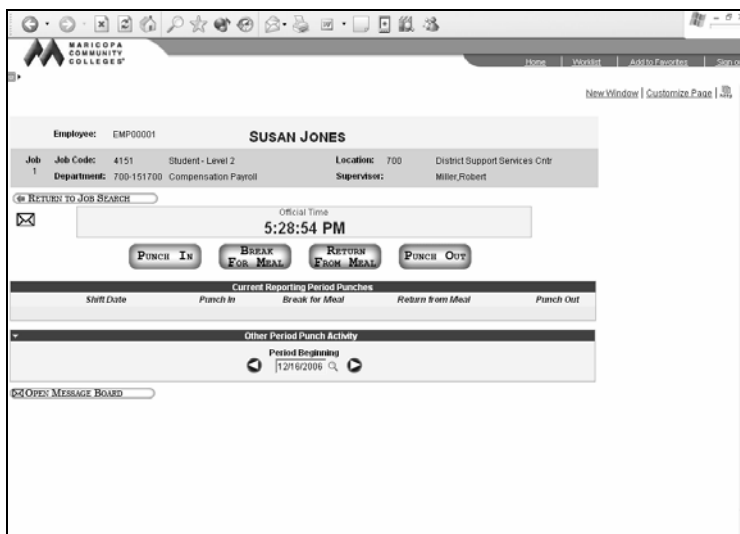 MARICOPA
COMMUNITY
COLLEGES
Home | Worklist | Add to Favorites | Sign o
New Window | Customize Page |
Employee: EMP00001 SUSAN JONES
Job Job Code: 4151 Student - Level 2 Location: 700 District Support Services Cntr
1 Department: 700-151700 Compensation Payroll Supervisor: Miller,Robert
RETURN TO JOB SEARCH
Official Time
5:28:54 PM
PUNCH IN BREAK FOR MEAL RETURN FROM MEAL PUNCH OUT
Current Reporting Period Punches
Shift Date Punch In Break for Meal Return from Meal Punch Out
Other Period Punch Activity
Period Beginning
12/16/2006
OPEN MESSAGE BOARD